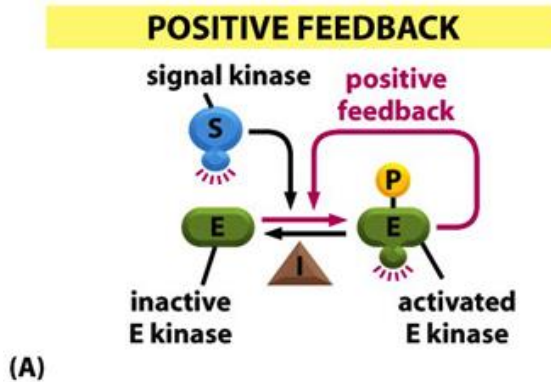 POSITIVE FEEDBACK
signal kinase
positive
feedback
S
P
E
E
I
inactive
E kinase
activated
E kinase
(A)